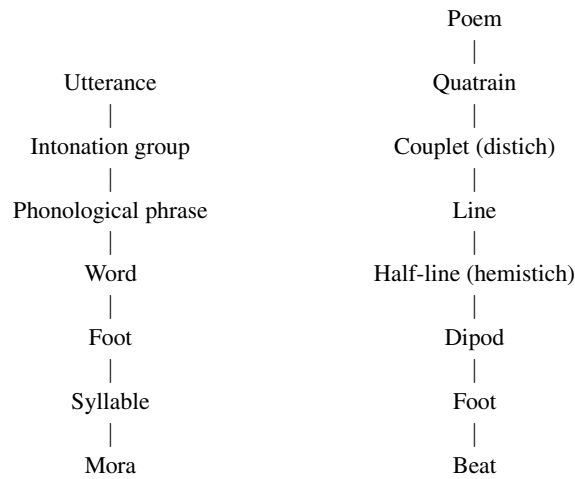 Poem
Utterance Quatrain
Intonation group Couplet (distich)
Phonological phrase Line
Word Half-line (hemistich)
Foot Dipod
Syllable Foot
Mora Beat